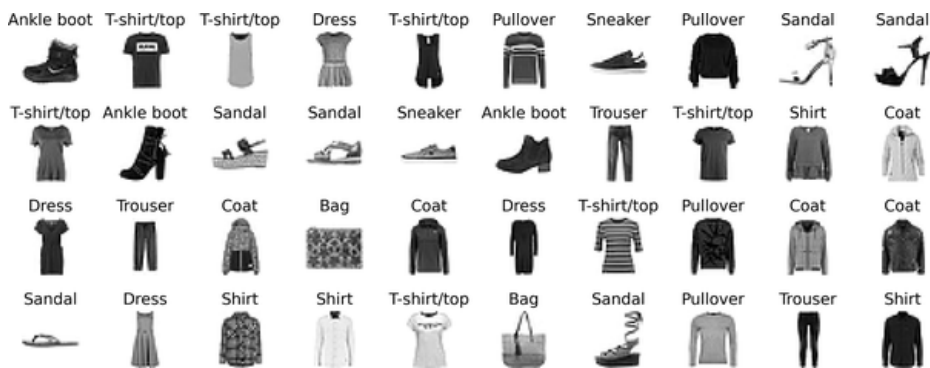 Ankle boot T-shirt/top T-shirt/top Dress T-shirt/top Pullover Sneaker Pullover Sandal Sandal
T-shirt/top Ankle boot Sandal Sandal Sneaker Ankle boot Trouser T-shirt/top Shirt Coat
Dress Trouser Coat Bag Coat Dress T-shirt/top Pullover Coat Coat
Sandal Dress Shirt Shirt T-shirt/top Bag Sandal Pullover Trouser Shirt